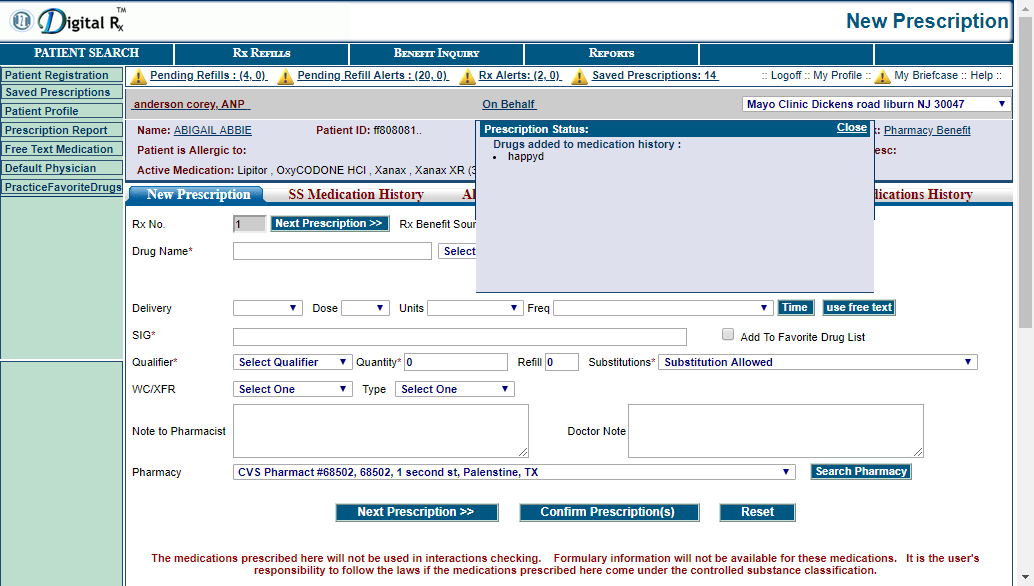 Digital Rx TM
New Prescription
PATIENT SEARCH RX REFILLS BENEFIT INQUIRY REPORTS
Patient Registration
Saved Prescriptions
Patient Profile
Prescription Report
Free Text Medication
Default Physician
PracticeFavoriteDrugs
Pending Refills : (4, 0) Pending Refill Alerts : (20, 0) Rx Alerts: (2, 0) Saved Prescriptions: 14 :: Logoff :: My Profile :: My Briefcase :: Help ::
anderson corey, ANP On Behalf Mayo Clinic Dickens road liburn NJ 30047
Name: ABIGAIL ABBIE Patient ID: ff808081.. : Pharmacy Benefit
Patient is Allergic to: esc:
Active Medication: Lipitor , OxyCODONE HCl , Xanax , Xanax XR (3
Prescription Status: Close
Drugs added to medication history :
• happyd
New Prescription SS Medication History Al ications History
Rx No. 1 Next Prescription >> Rx Benefit Sour
Drug Name* Select
Delivery Dose Units Freq Time use free text
SIG* Add To Favorite Drug List
Qualifier* Select Qualifier Quantity* 0 Refill 0 Substitutions* Substitution Allowed
WC/XFR Select One Type Select One
Note to Pharmacist Doctor Note
Pharmacy CVS Pharmact #68502, 68502, 1 second st, Palenstine, TX Search Pharmacy
Next Prescription >> Confirm Prescription(s) Reset
The medications prescribed here will not be used in interactions checking. Formulary information will not be available for these medications. It is the user's
responsibility to follow the laws if the medications prescribed here come under the controlled substance classification.